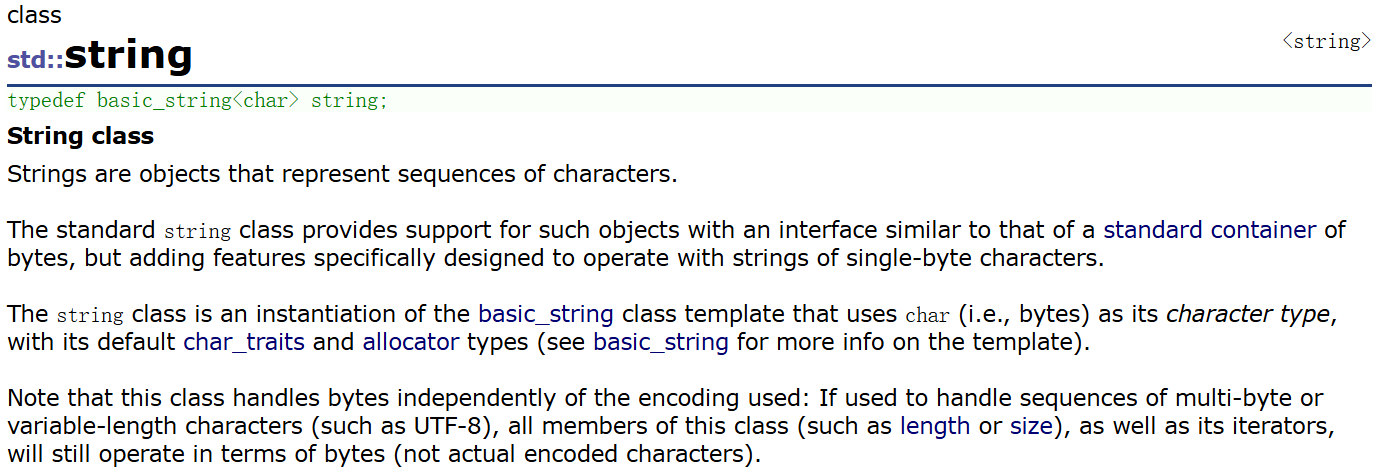 class
std::string
<string>
typedef basic_string<char> string;
String class
Strings are objects that represent sequences of characters.
The standard string class provides support for such objects with an interface similar to that of a standard container of
bytes, but adding features specifically designed to operate with strings of single-byte characters.
The string class is an instantiation of the basic_string class template that uses char (i.e., bytes) as its character type,
with its default char_traits and allocator types (see basic_string for more info on the template).
Note that this class handles bytes independently of the encoding used: If used to handle sequences of multi-byte or
variable-length characters (such as UTF-8), all members of this class (such as length or size), as well as its iterators,
will still operate in terms of bytes (not actual encoded characters).